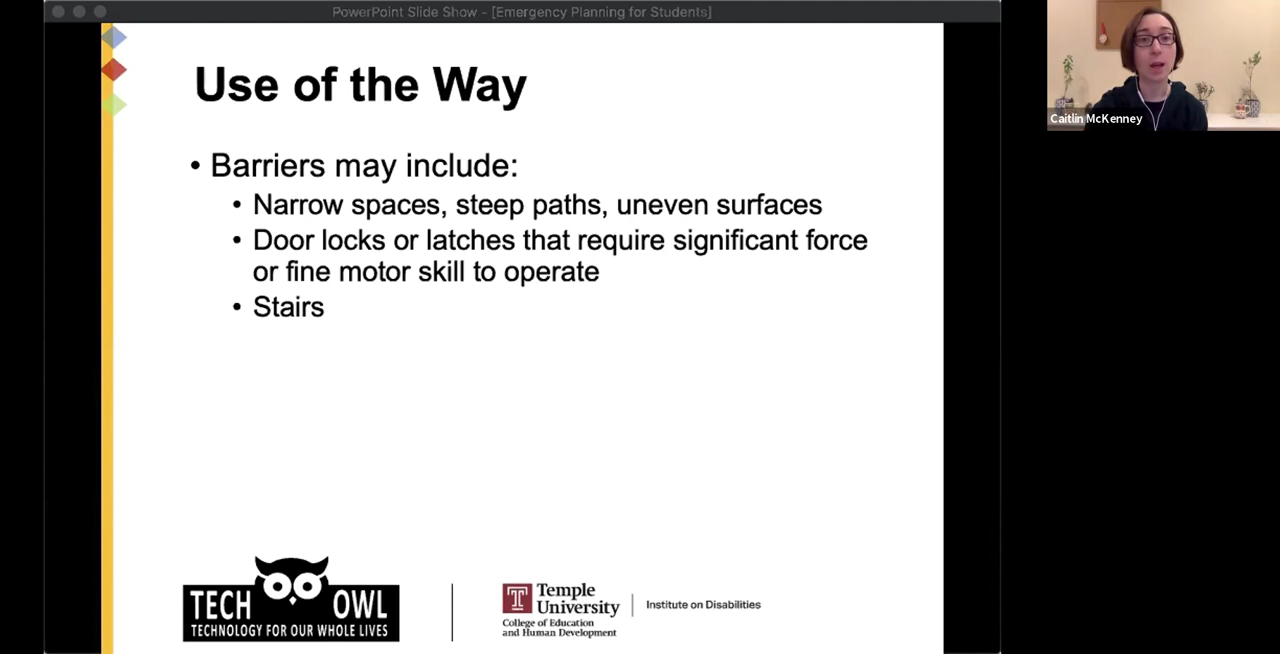 PowerPoint Slide Show - [Emergency Planning for Students]
Use of the Way
• Barriers may include:
• Narrow spaces, steep paths, uneven surfaces
• Door locks or latches that require significant force
or fine motor skill to operate
• Stairs
TECH OWL
TECHNOLOGY FOR OUR WHOLE LIVES
Temple
University
College of Education
and Human Development
Institute on Disabilities
Caitlin McKenney